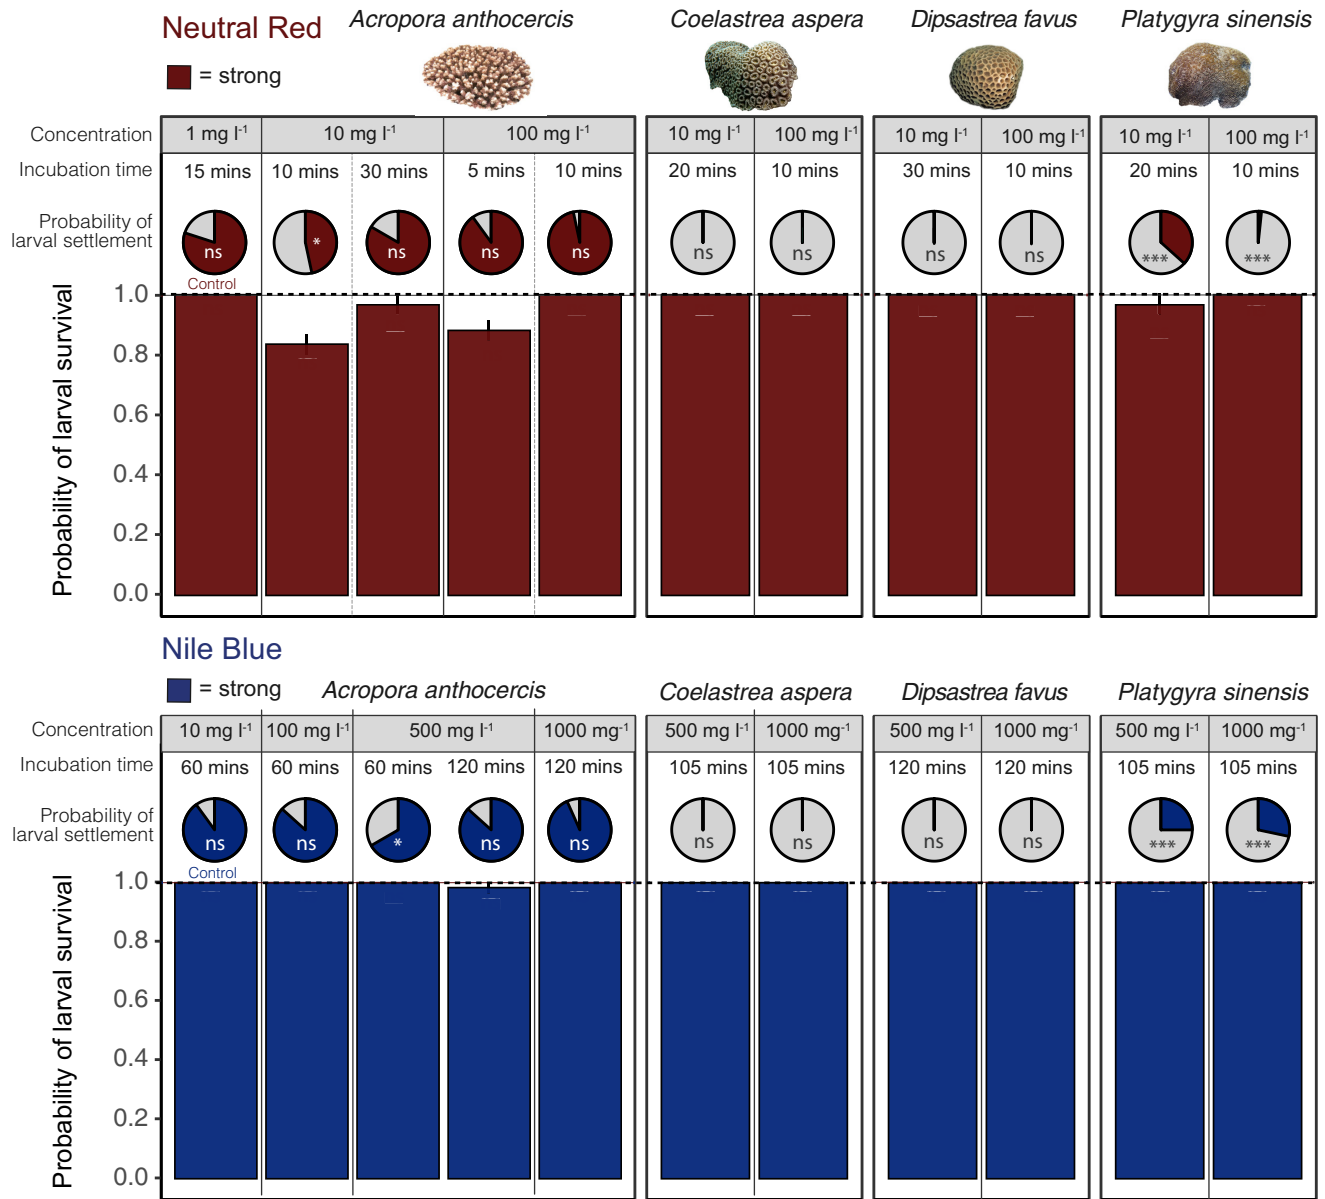 Neutral Red
Acropora anthocercis Coelastrea aspera Dipsastrea favus Platygyra sinensis
= strong
Concentration 1 mg l-1 10 mg l-1 100 mg l-1 10 mg l-1 100 mg l-1 10 mg l-1 100 mg l-1 10 mg l-1 100 mg l-1
Incubation time 15 mins 10 mins 30 mins 5 mins 10 mins 20 mins 10 mins 30 mins 10 mins 20 mins 10 mins
Probability of
larval settlement
ns * ns ns ns ns ns ns ns *** ***
Control
Probability of larval survival
1.0
0.8
0.6
0.4
0.2
0.0
Nile Blue
= strong
Acropora anthocercis Coelastrea aspera Dipsastrea favus Platygyra sinensis
Concentration 10 mg l-1 100 mg l-1 500 mg l-1 1000 mg-1 500 mg l-1 1000 mg-1 500 mg l-1 1000 mg-1 500 mg l-1 1000 mg-1
Incubation time 60 mins 60 mins 60 mins 120 mins 120 mins 105 mins 105 mins 120 mins 120 mins 105 mins 105 mins
Probability of
larval settlement
ns ns * ns ns ns ns ns ns *** ***
Control
Probability of larval survival
1.0
0.8
0.6
0.4
0.2
0.0